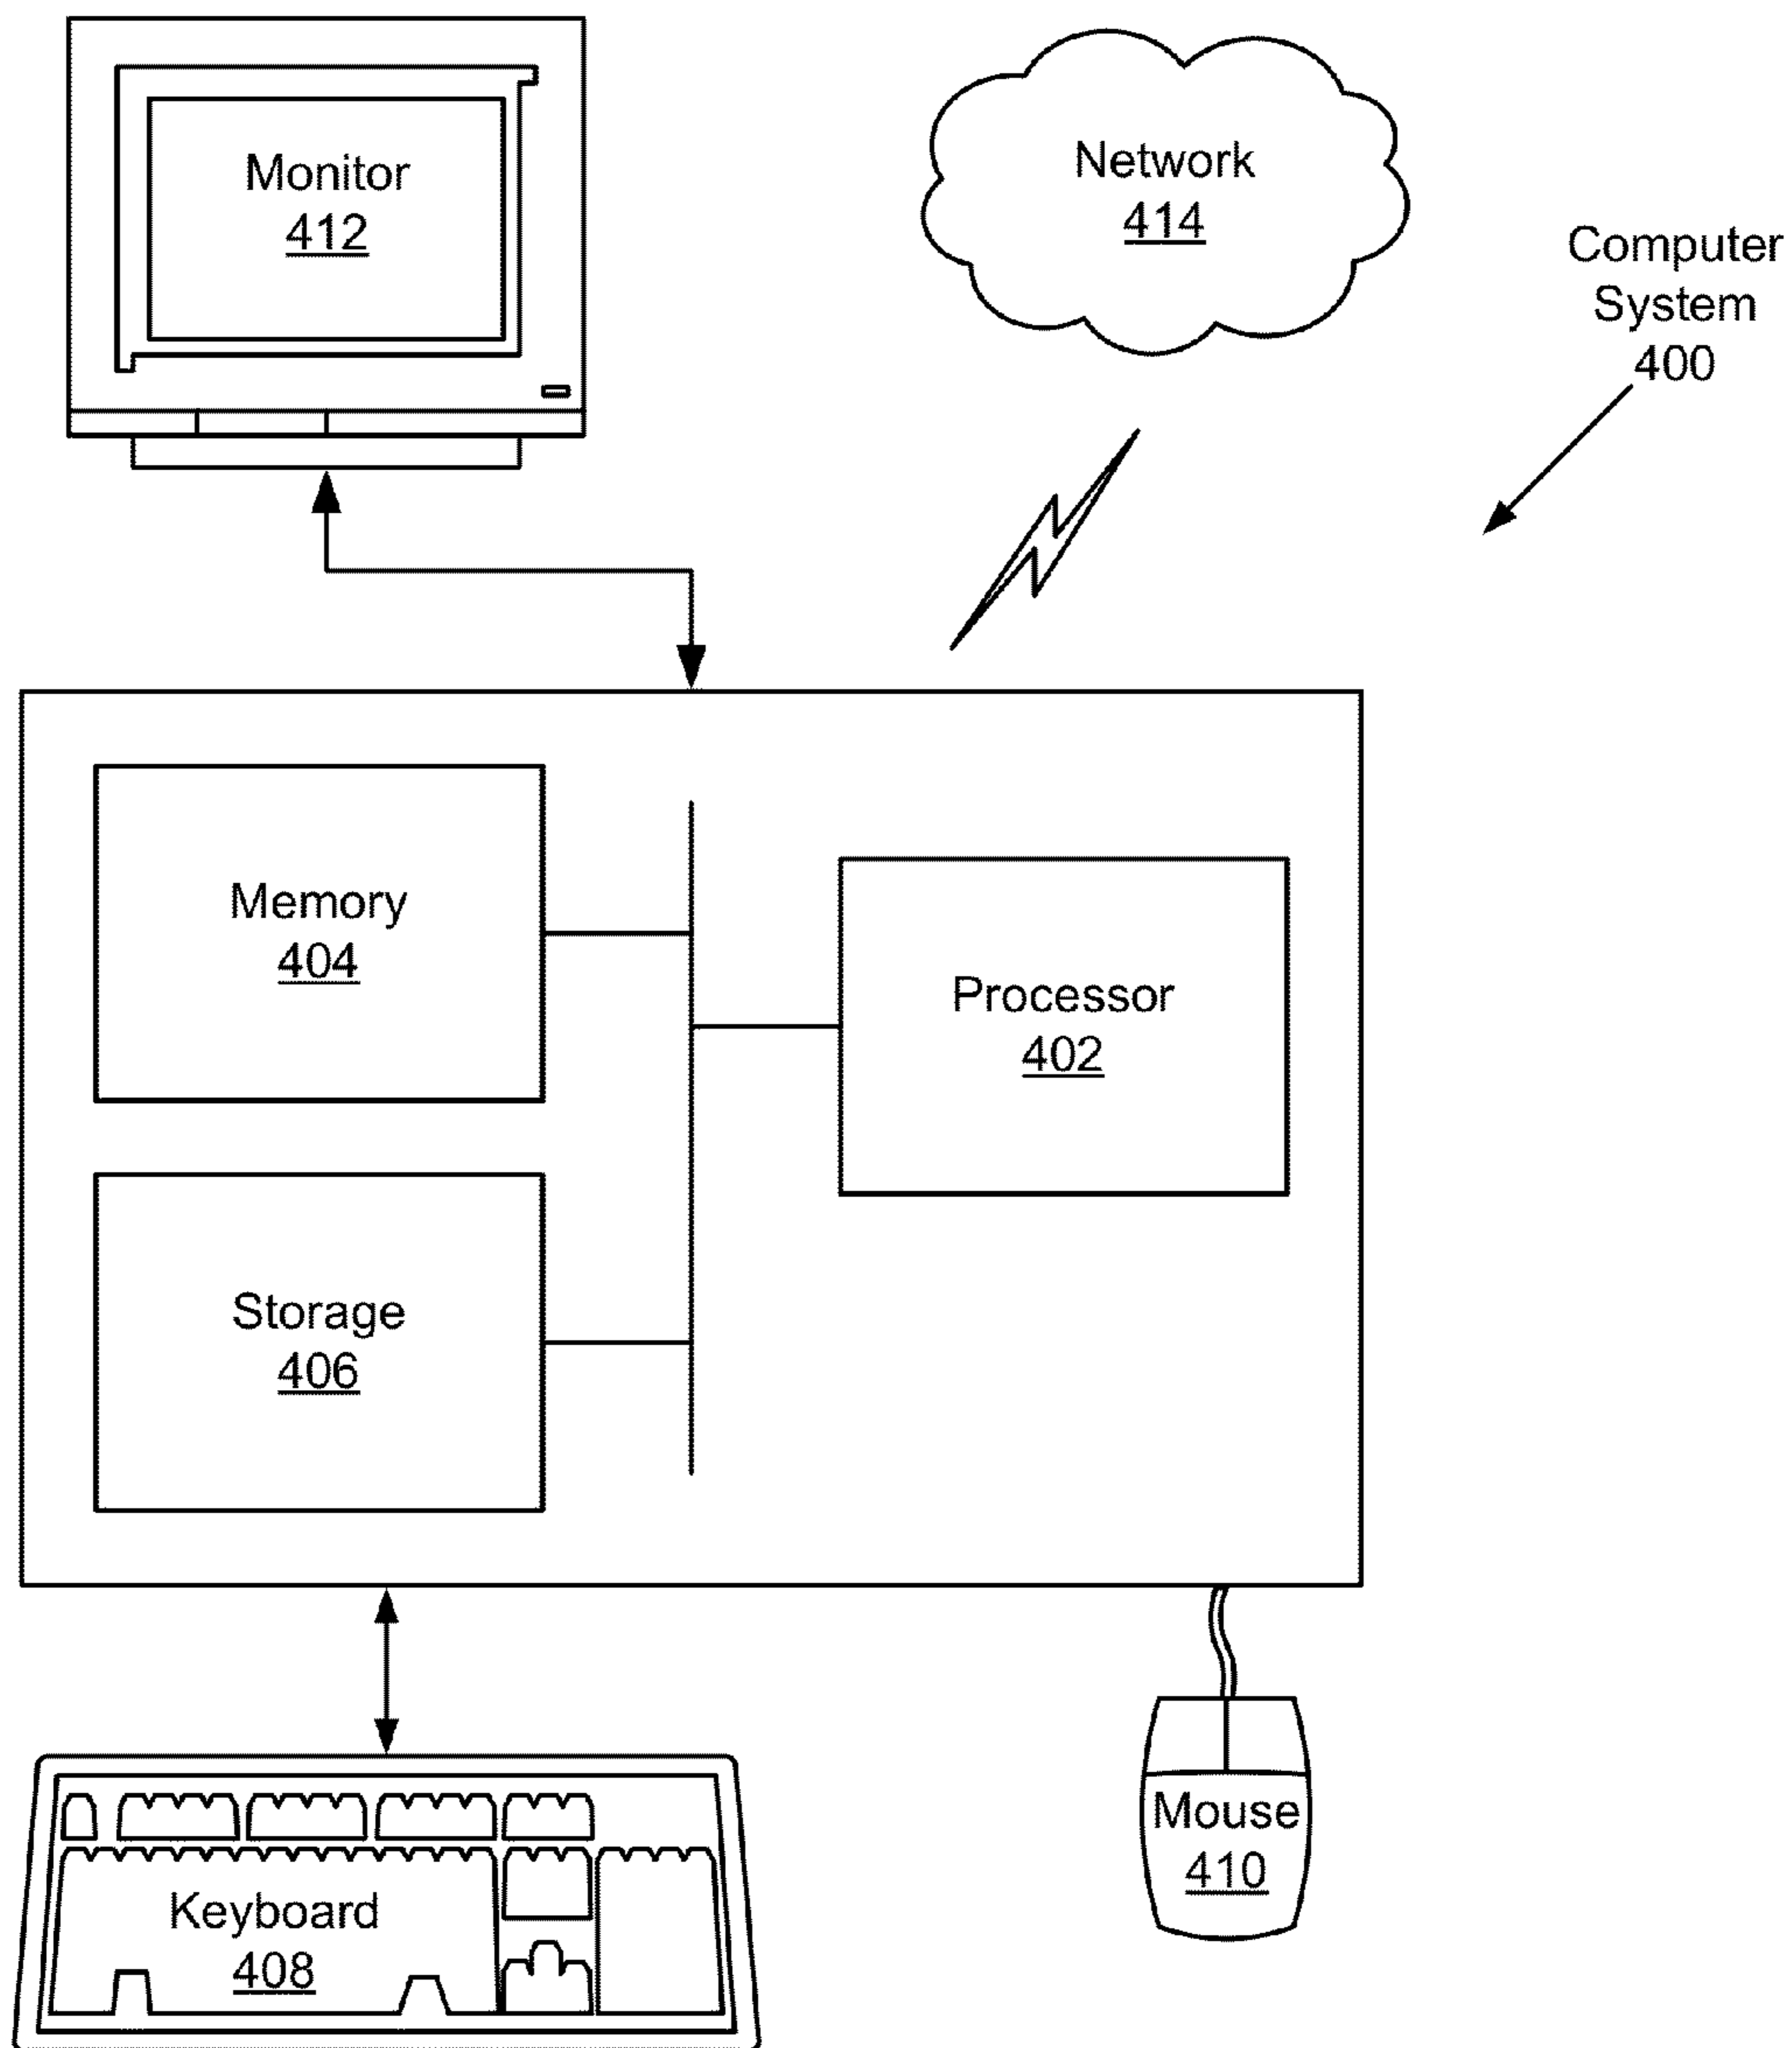 Monitor
412
Network
414
Computer
System
400
Memory
404
Processor
402
Storage
406
Keyboard
408
Mouse
410